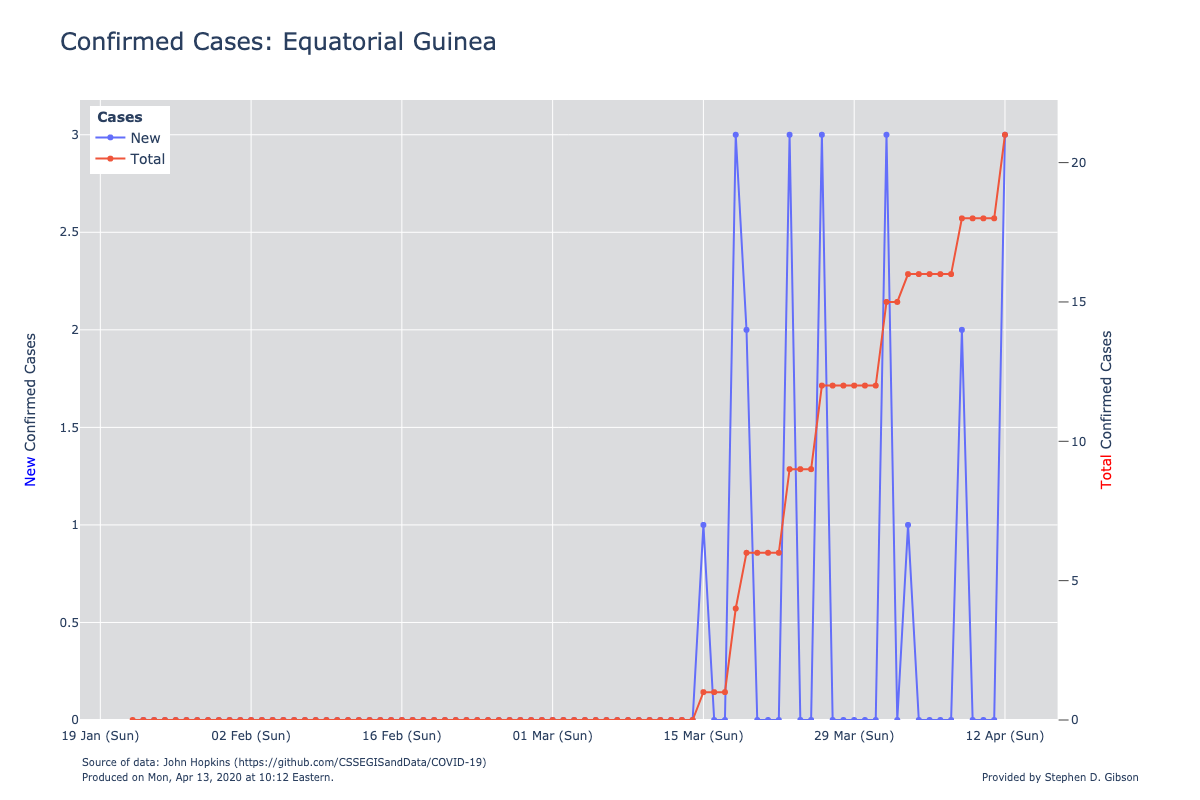 Confirmed Cases: Equatorial Guinea
Cases
New
Total
3
2.5
2
1.5
1
0.5
0
New Confirmed Cases
20
15
10
5
0
Total Confirmed Cases
19 Jan (Sun)
02 Feb (Sun)
16 Feb (Sun)
01 Mar (Sun)
15 Mar (Sun)
29 Mar (Sun)
12 Apr (Sun)
Source of data: John Hopkins (https://github.com/CSSEGISandData/COVID-19)
Produced on Mon, Apr 13, 2020 at 10:12 Eastern.
Provided by Stephen D. Gibson